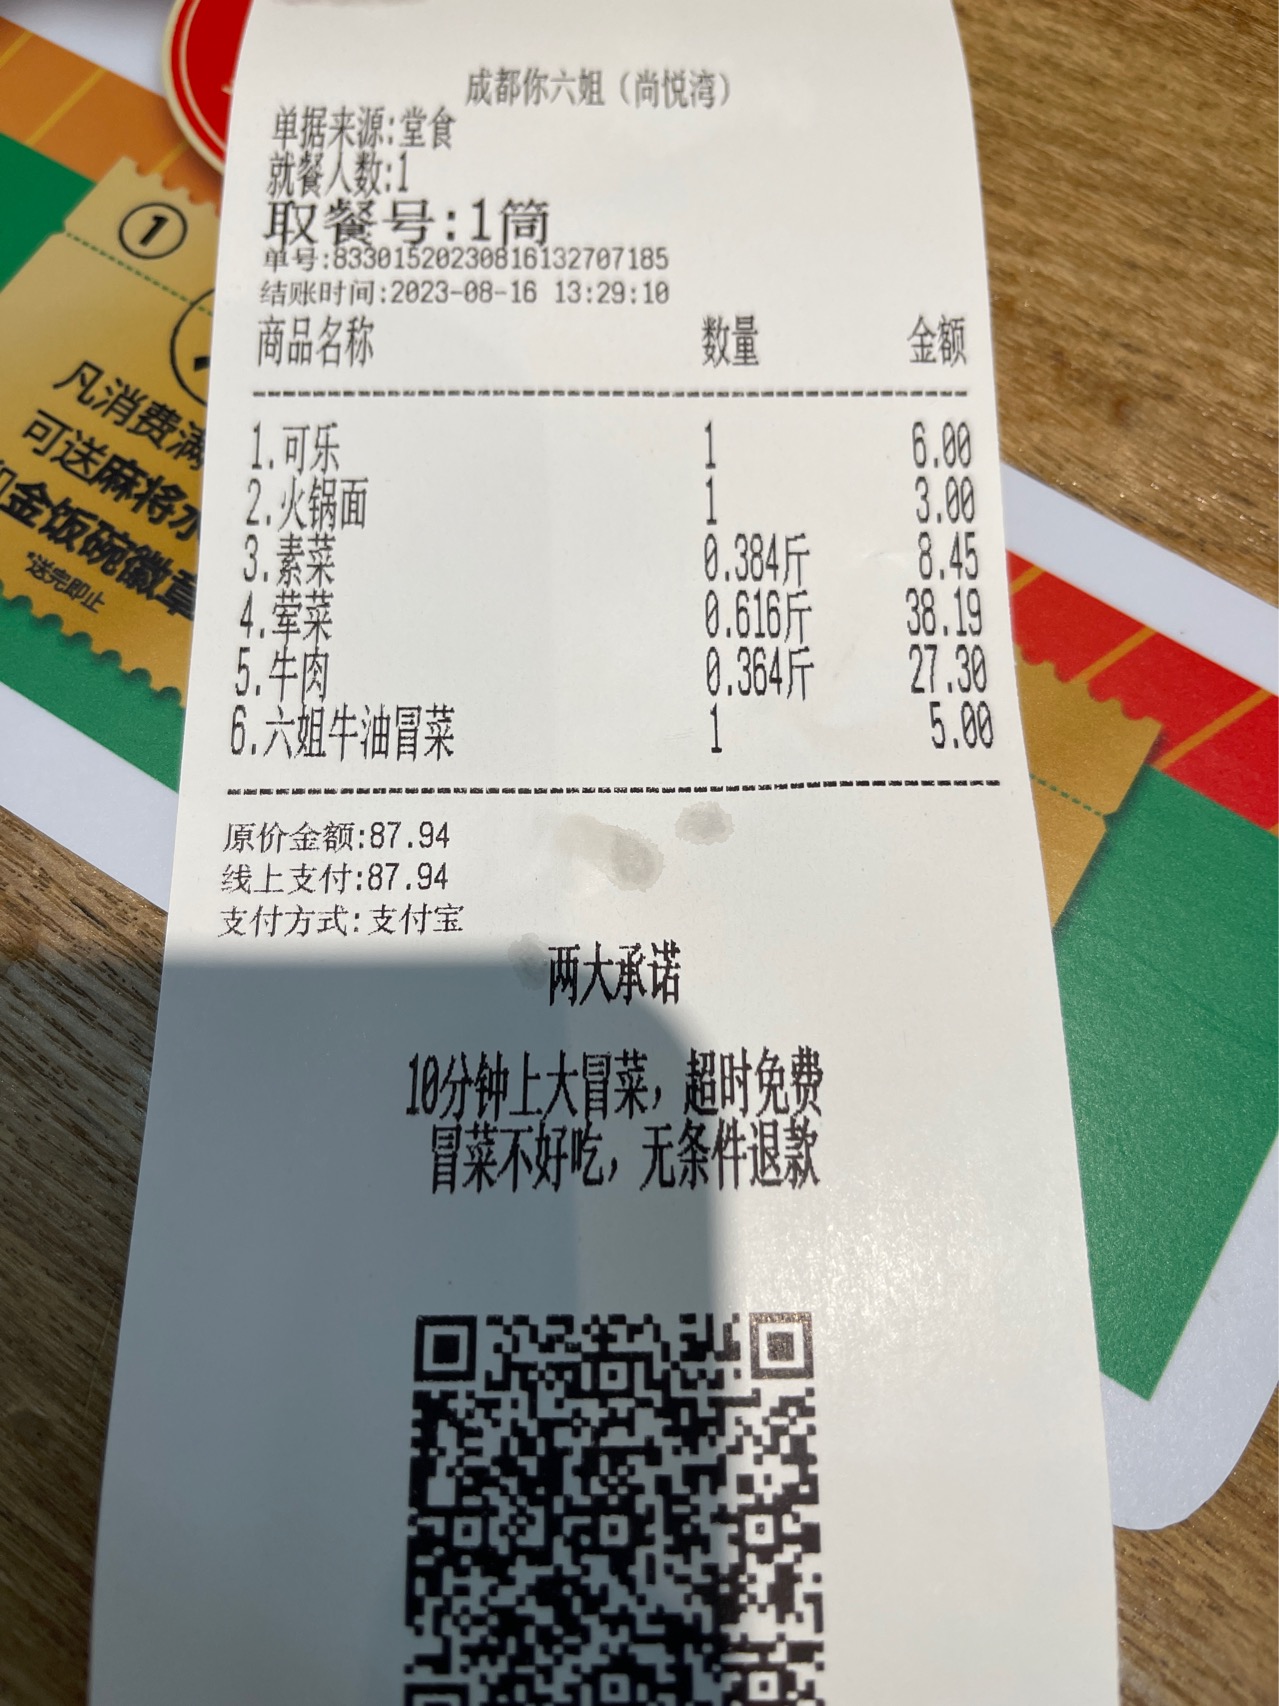 成都你六姐（尚悦湾）
单据来源:堂食
就餐人数:1
取餐号:1筒
单号:83301520230816132707185
结账时间:2023-08-16 13:29:10
商品名称 数量 金额
1.可乐 1 6.00
2.火锅面 1 3.00
3.素菜 0.384斤 8.45
4.荤菜 0.616斤 38.19
5.牛肉 0.364斤 27.30
6.六姐牛油冒菜 1 5.00
原价金额:87.94
线上支付:87.94
支付方式:支付宝
两大承诺
10分钟上大冒菜，超时免费
冒菜不好吃，无条件退款
1
凡消费满
可送麻将
金饭碗徽章
*送完即止